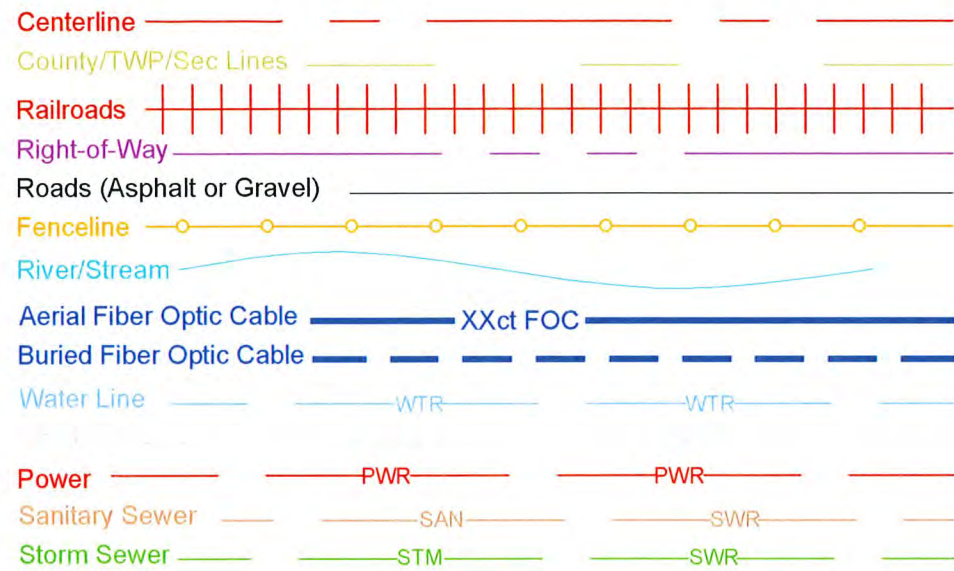 Centerline
County/TWP/Sec Lines
Railroads
Right-of-Way
Roads (Asphalt or Gravel)
Fenceline
River/Stream
Aerial Fiber Optic Cable XXct FOC
Buried Fiber Optic Cable
Water Line WTR WTR
Power PWR PWR
Sanitary Sewer SAN SWR
Storm Sewer STM SWR